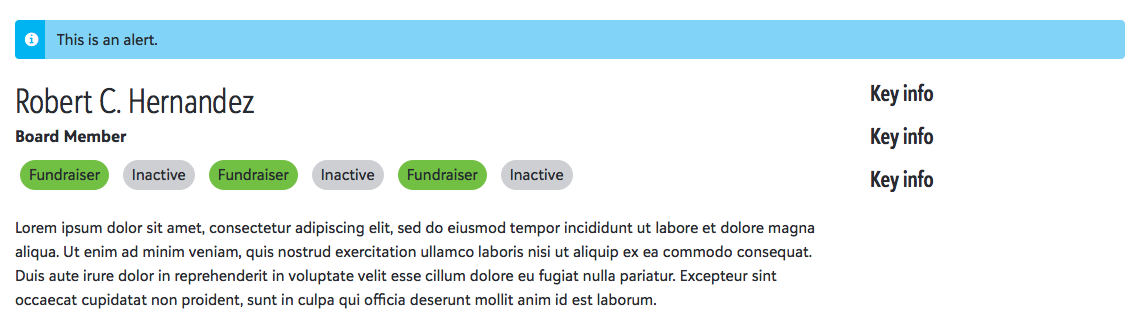 This is an alert.
Robert C. Hernandez
Board Member
Fundraiser Inactive Fundraiser Inactive Fundraiser Inactive
Lorem ipsum dolor sit amet, consectetur adipiscing elit, sed do eiusmod tempor incididunt ut labore et dolore magna
aliqua. Ut enim ad minim veniam, quis nostrud exercitation ullamco laboris nisi ut aliquip ex ea commodo consequat.
Duis aute irure dolor in reprehenderit in voluptate velit esse cillum dolore eu fugiat nulla pariatur. Excepteur sint
occaecat cupidatat non proident, sunt in culpa qui officia deserunt mollit anim id est laborum.
Key info
Key info
Key info